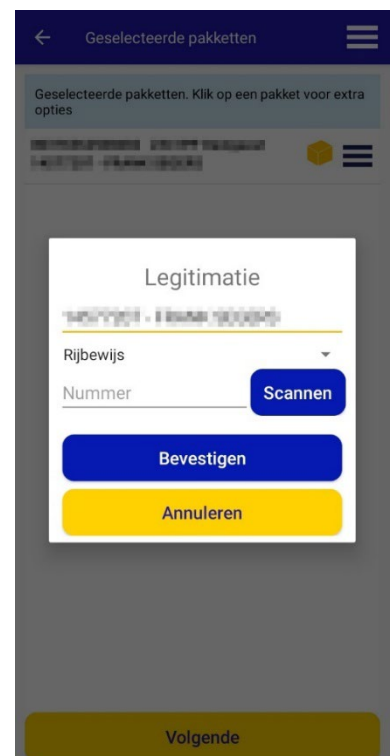 Geselecteerde pakketten
Geselecteerde pakketten. Klik op een pakket voor extra
opties
Legitimatie
Rijbewijs
Nummer
Scannen
Bevestigen
Annuleren
Volgende